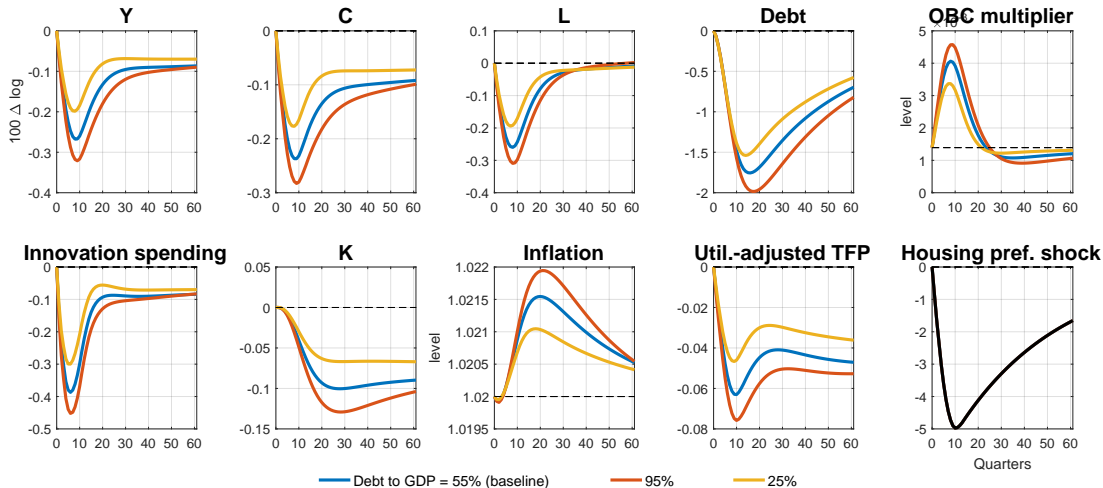 Y
C
L
Debt
OBC multiplier
100 Δ log
0
-0.1
-0.2
-0.3
-0.4
0 10 20 30 40 50 60
0
-0.1
-0.2
-0.3
0 10 20 30 40 50 60
0.1
0
-0.1
-0.2
-0.3
-0.4
0 10 20 30 40 50 60
0
-0.5
-1
-1.5
-2
0 10 20 30 40 50 60
level
5
4
3
2
1
0
0 10 20 30 40 50 60
Innovation spending
K
Inflation
Util.-adjusted TFP
Housing pref. shock
0
-0.1
-0.2
-0.3
-0.4
-0.5
0 10 20 30 40 50 60
0.05
0
-0.05
-0.1
-0.15
0 10 20 30 40 50 60
level
1.022
1.0215
1.021
1.0205
1.02
1.0195
0 10 20 30 40 50 60
0
-0.02
-0.04
-0.06
-0.08
0 10 20 30 40 50 60
0
-1
-2
-3
-4
-5
0 10 20 30 40 50 60
Quarters
Debt to GDP = 55% (baseline) 95% 25%